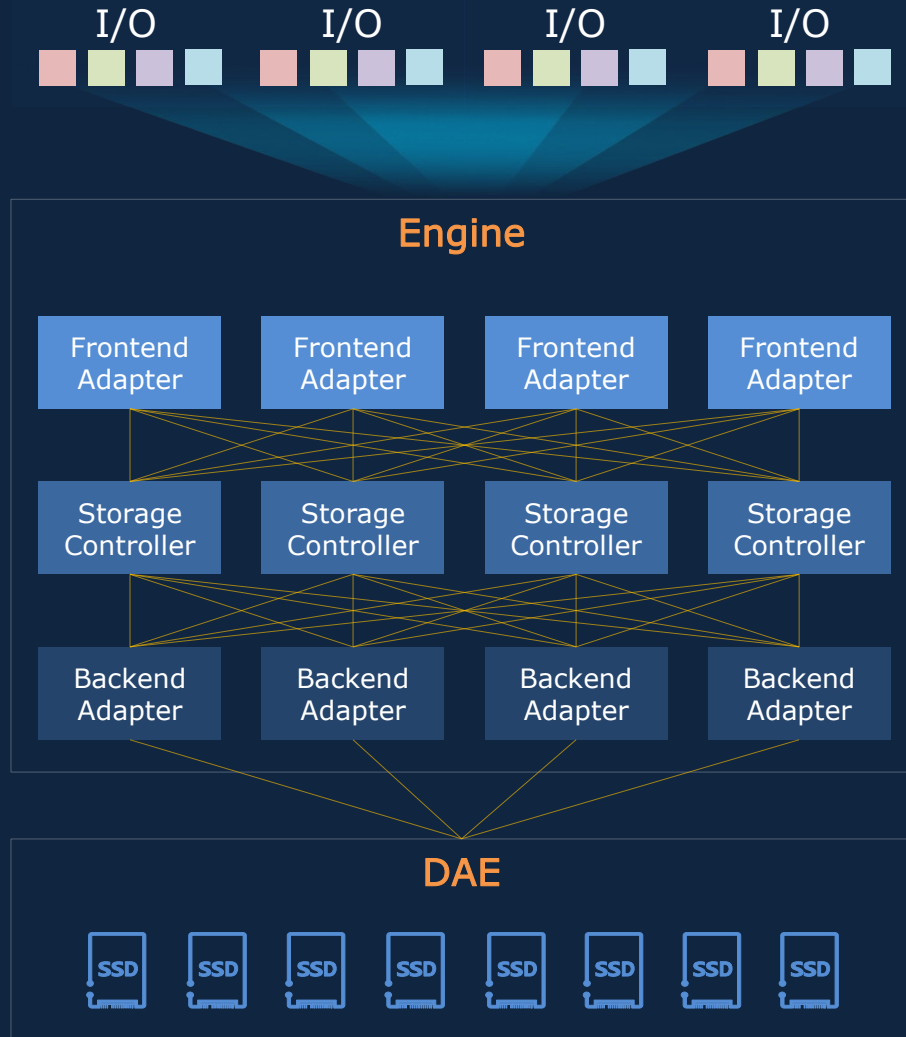 I/O I/O I/O I/O
Engine
Frontend Frontend Frontend Frontend
Adapter Adapter Adapter Adapter
Storage Storage Storage Storage
Controller Controller Controller Controller
Backend Backend Backend Backend
Adapter Adapter Adapter Adapter
DAE
SSD SSD SSD SSD SSD SSD SSD SSD